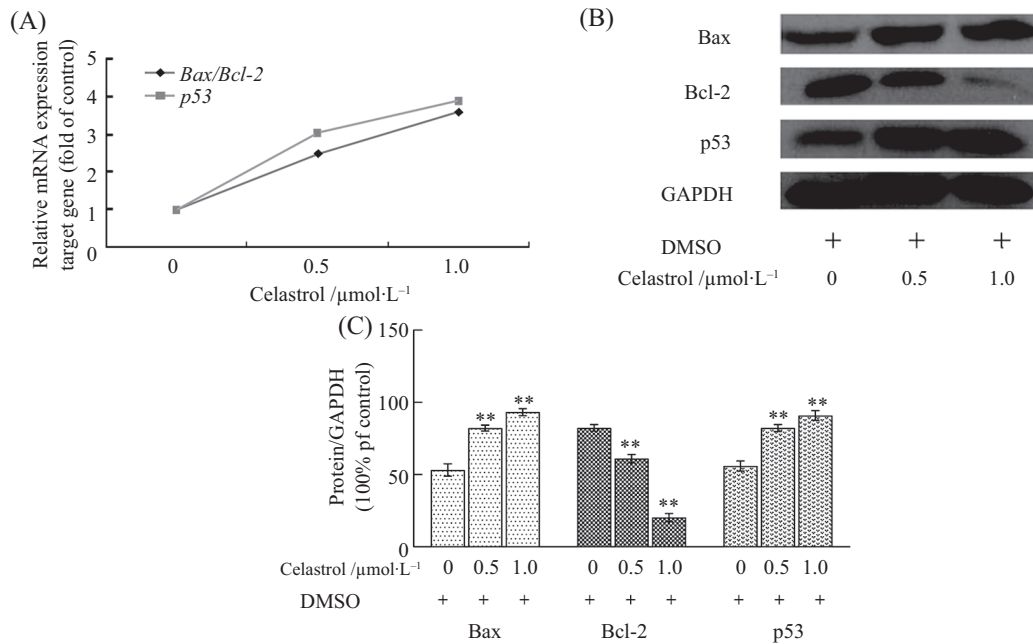 (A)
Relative mRNA expression
target gene (fold of control)
5
4
3
2
1
0
Bax/Bcl-2
p53
0 0.5 1.0
Celastrol /μmol·L⁻¹
(B)
Bax
Bcl-2
p53
GAPDH
DMSO + + +
Celastrol /μmol·L⁻¹ 0 0.5 1.0
(C)
Protein/GAPDH
(100% pf control)
150
100
50
0
** ** ** ** ** **
Celastrol /μmol·L⁻¹ 0 0.5 1.0 0 0.5 1.0 0 0.5 1.0
DMSO + + + + + + + + +
Bax Bcl-2 p53